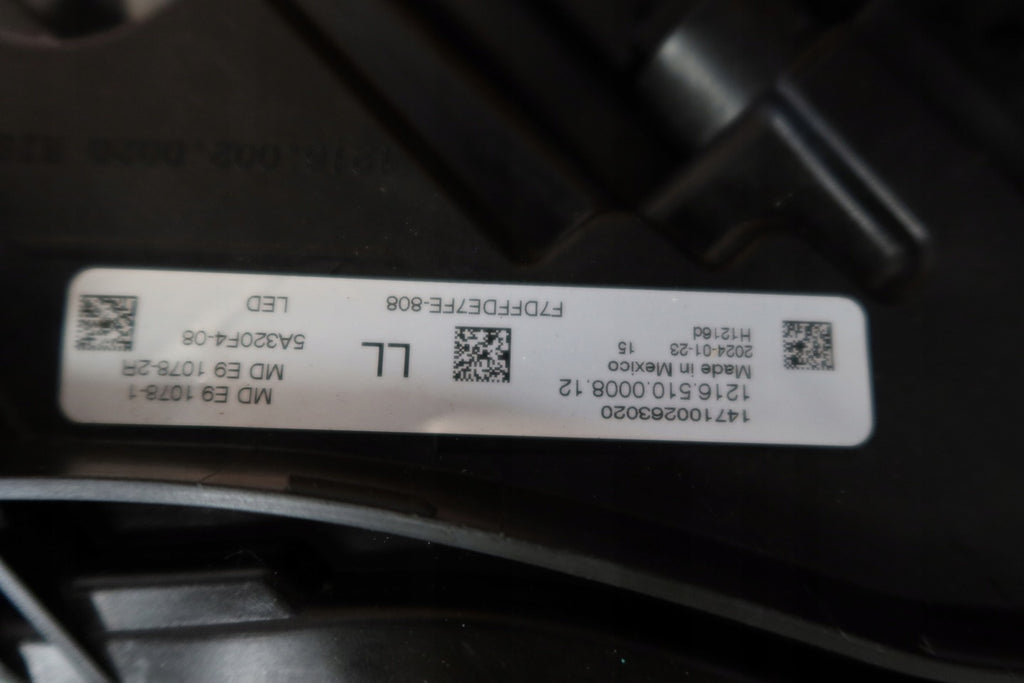 147100263020
1216.510.0008.12
Made in Mexico
2024-01-23 15
H1216d
F7DFFDE7FE-808
LL
MD E9 1078-1
MD E9 1078-2R
5A320F4-08
LED